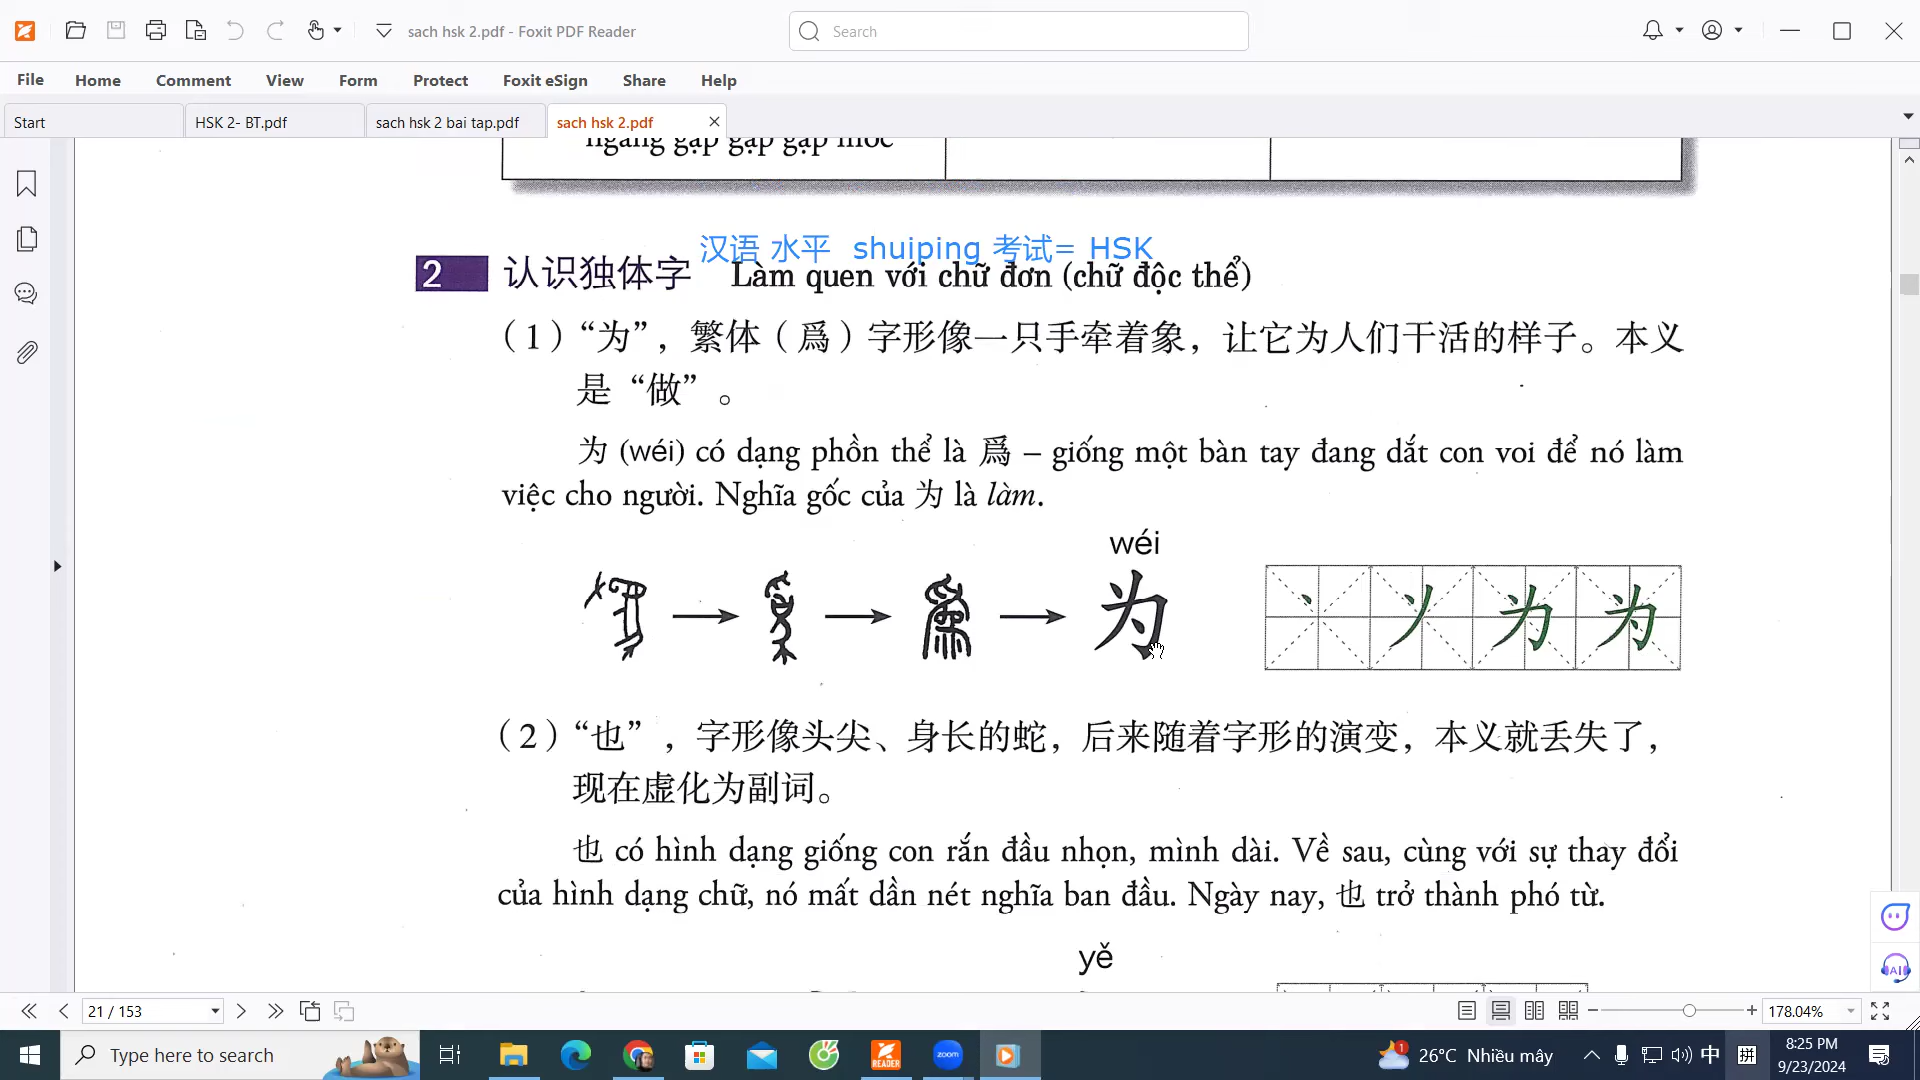 sach hsk 2.pdf - Foxit PDF Reader
Search
File Home Comment View Form Protect Foxit eSign Share Help
Start
HSK 2- BT.pdf
sach hsk 2 bai tap.pdf
sach hsk 2.pdf
ngang gập gập gập móc
汉语 水平 shuiping 考试= HSK
2 认识独体字 Làm quen với chữ đơn (chữ độc thể)
（1）“为”，繁体（爲）字形像一只手牵着象，让它为人们干活的样子。本义
是“做”。
为 (wéi) có dạng phồn thể là 爲 – giống một bàn tay đang dắt con voi để nó làm
việc cho người. Nghĩa gốc của 为 là làm.
wéi
为
（2）“也”，字形像头尖、身长的蛇，后来随着字形的演变，本义就丢失了，
现在虚化为副词。
也 có hình dạng giống con rắn đầu nhọn, mình dài. Về sau, cùng với sự thay đổi
của hình dạng chữ, nó mất dần nét nghĩa ban đầu. Ngày nay, 也 trở thành phó từ.
yě
21 / 153
178.04%
Type here to search
READER
zoom
1
26°C Nhiều mây
中
拼
8:25 PM
9/23/2024
AI